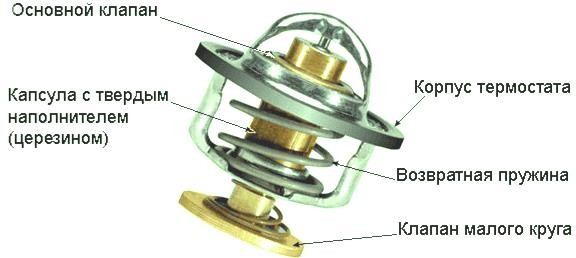 Основной клапан
Корпус термостата
Капсула с твердым
наполнителем
(церезином)
Возвратная пружина
Клапан малого круга